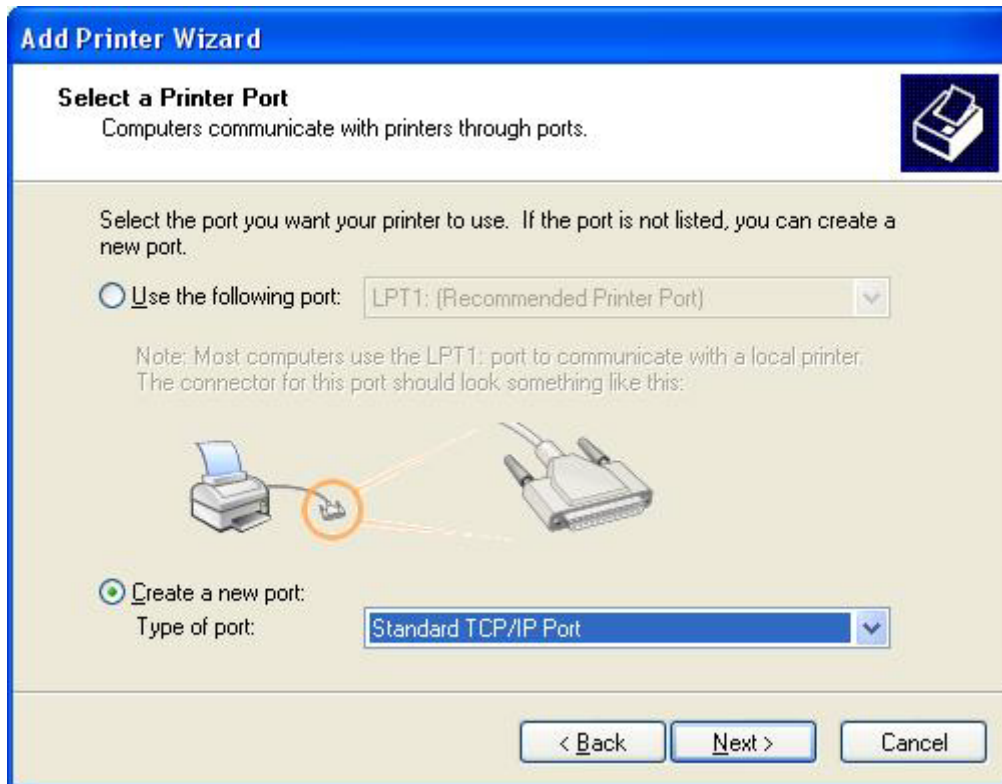 Add Printer Wizard
Select a Printer Port
Computers communicate with printers through ports.
Select the port you want your printer to use. If the port is not listed, you can create a
new port.
Use the following port: LPT1: (Recommended Printer Port)
Note: Most computers use the LPT1: port to communicate with a local printer.
The connector for this port should look something like this:
Create a new port:
Type of port: Standard TCP/IP Port
< Back Next > Cancel